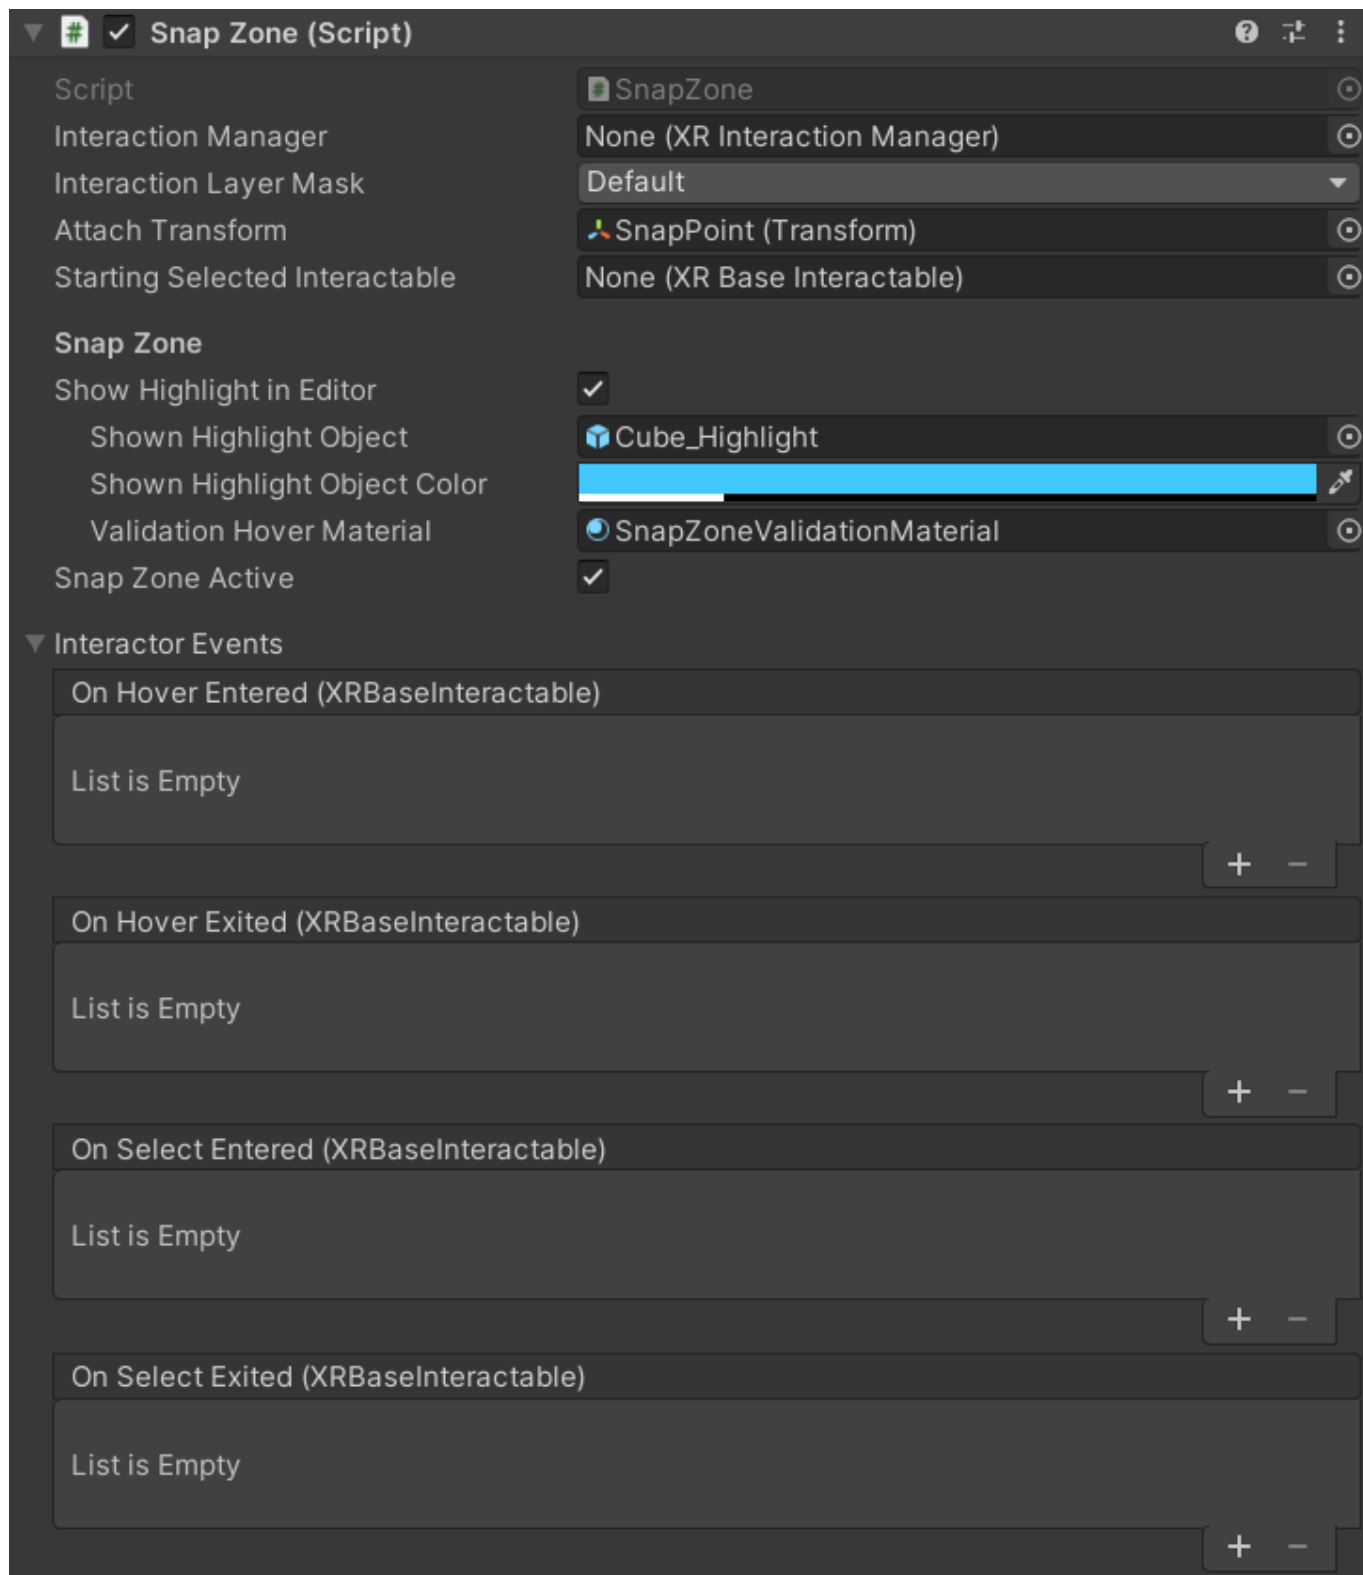 Snap Zone (Script)
Script SnapZone
Interaction Manager None (XR Interaction Manager)
Interaction Layer Mask Default
Attach Transform SnapPoint (Transform)
Starting Selected Interactable None (XR Base Interactable)
Snap Zone
Show Highlight in Editor
Shown Highlight Object Cube_Highlight
Shown Highlight Object Color
Validation Hover Material SnapZoneValidationMaterial
Snap Zone Active
Interactor Events
On Hover Entered (XRBaseInteractable)
List is Empty
+ −
On Hover Exited (XRBaseInteractable)
List is Empty
+ −
On Select Entered (XRBaseInteractable)
List is Empty
+ −
On Select Exited (XRBaseInteractable)
List is Empty
+ −